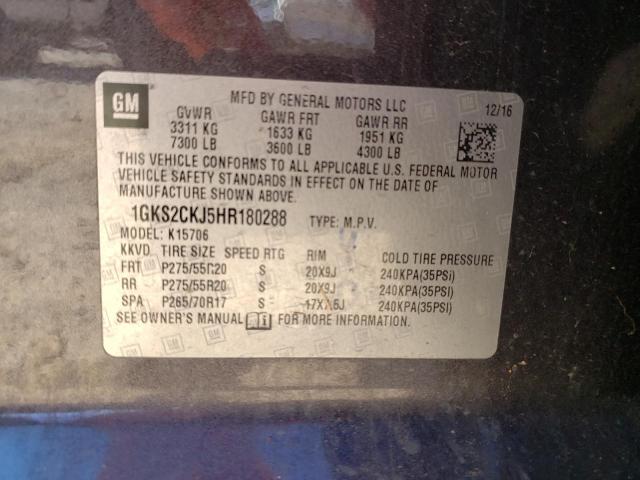 GM
MFD BY GENERAL MOTORS LLC
12/16
GVWR GAWR FRT GAWR RR
3311 KG 1633 KG 1951 KG
7300 LB 3600 LB 4300 LB
THIS VEHICLE CONFORMS TO ALL APPLICABLE U.S. FEDERAL MOTOR
VEHICLE SAFETY STANDARDS IN EFFECT ON THE DATE OF
MANUFACTURE SHOWN ABOVE.
1GKS2CKJ5HR180288 TYPE: M.P.V.
MODEL: K15706
KKVD TIRE SIZE SPEED RTG RIM COLD TIRE PRESSURE
FRT P275/55R20 S 20X9J 240KPA(35PSI)
RR P275/55R20 S 20X9J 240KPA(35PSI)
SPA P265/70R17 S 240KPA(35PSI)
SEE OWNER'S MANUAL FOR MORE INFORMATION.